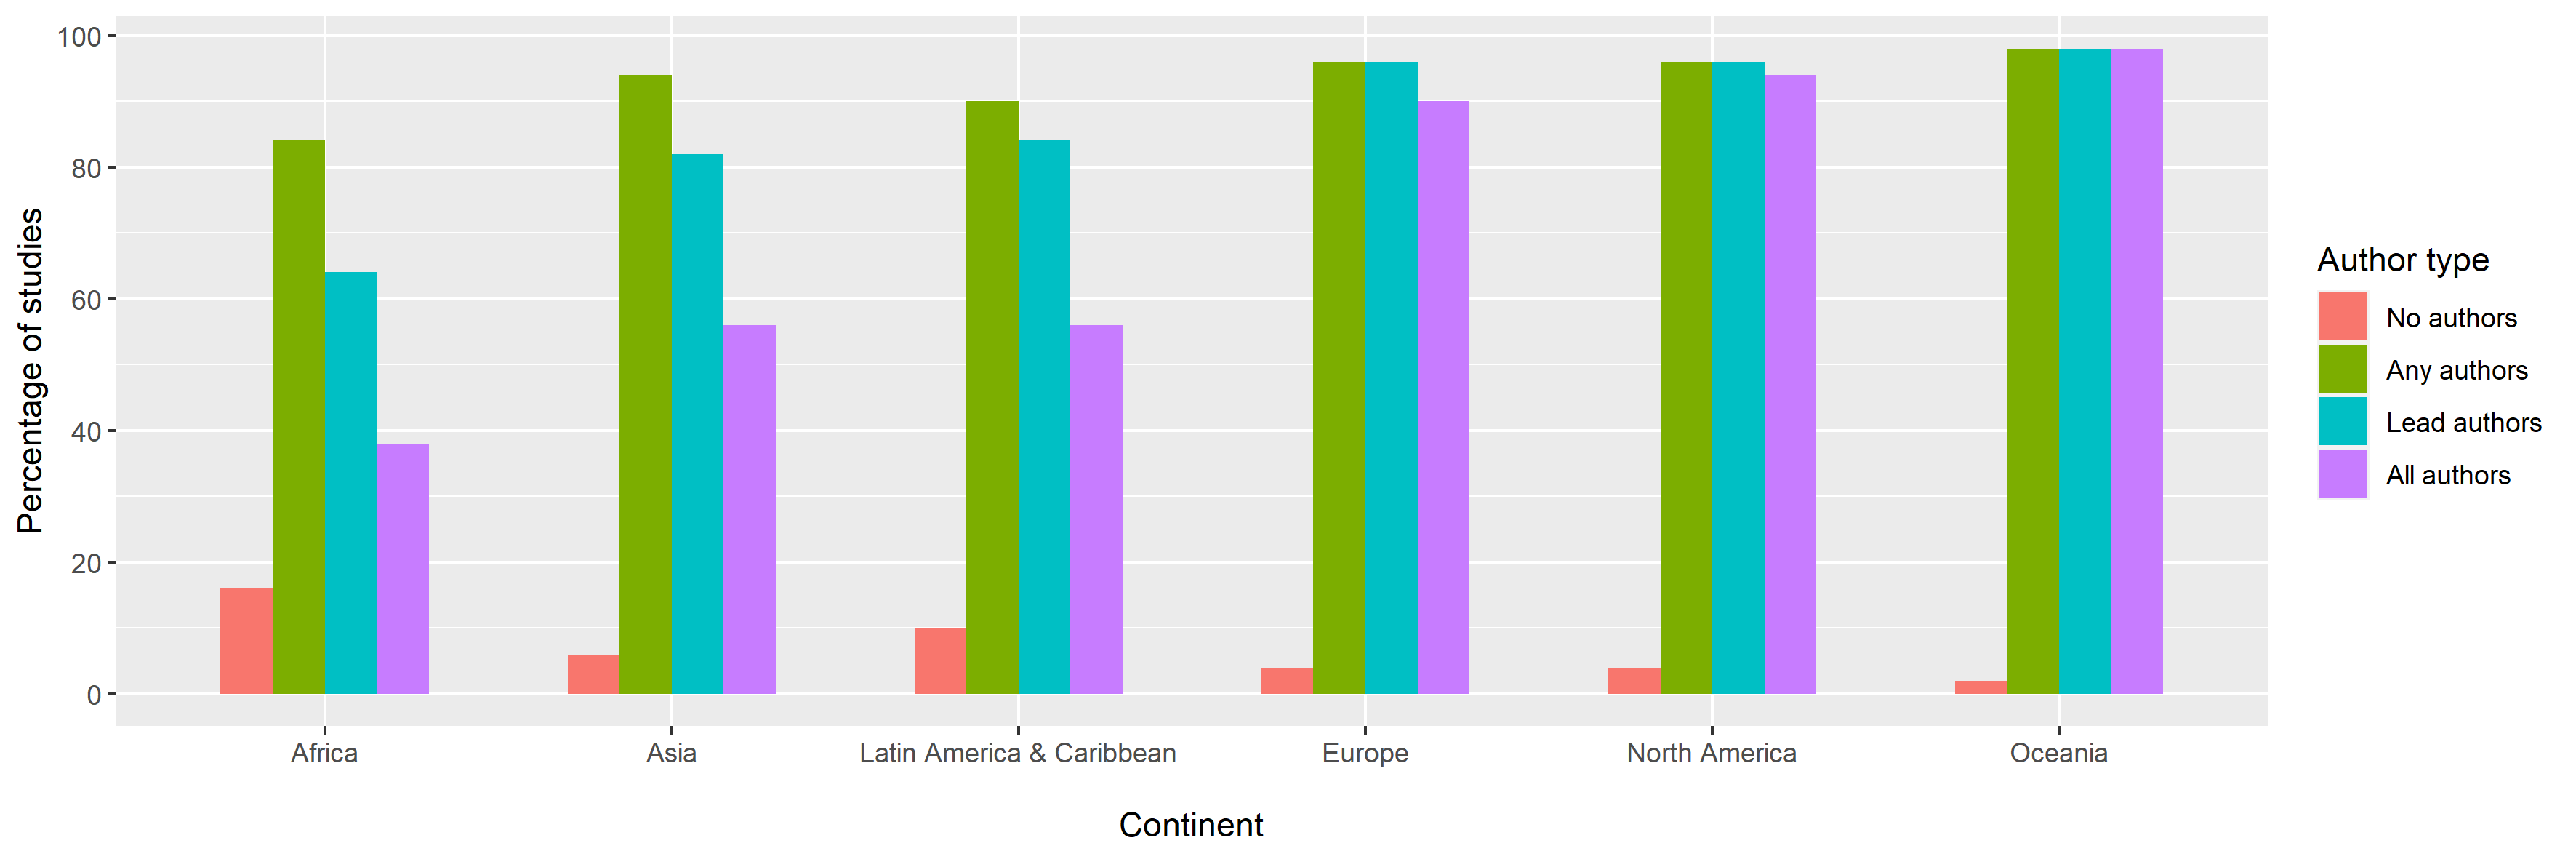 Percentage of studies
100
80
60
40
20
0
Africa
Asia
Latin America & Caribbean
Europe
North America
Oceania
Continent
Author type
No authors
Any authors
Lead authors
All authors